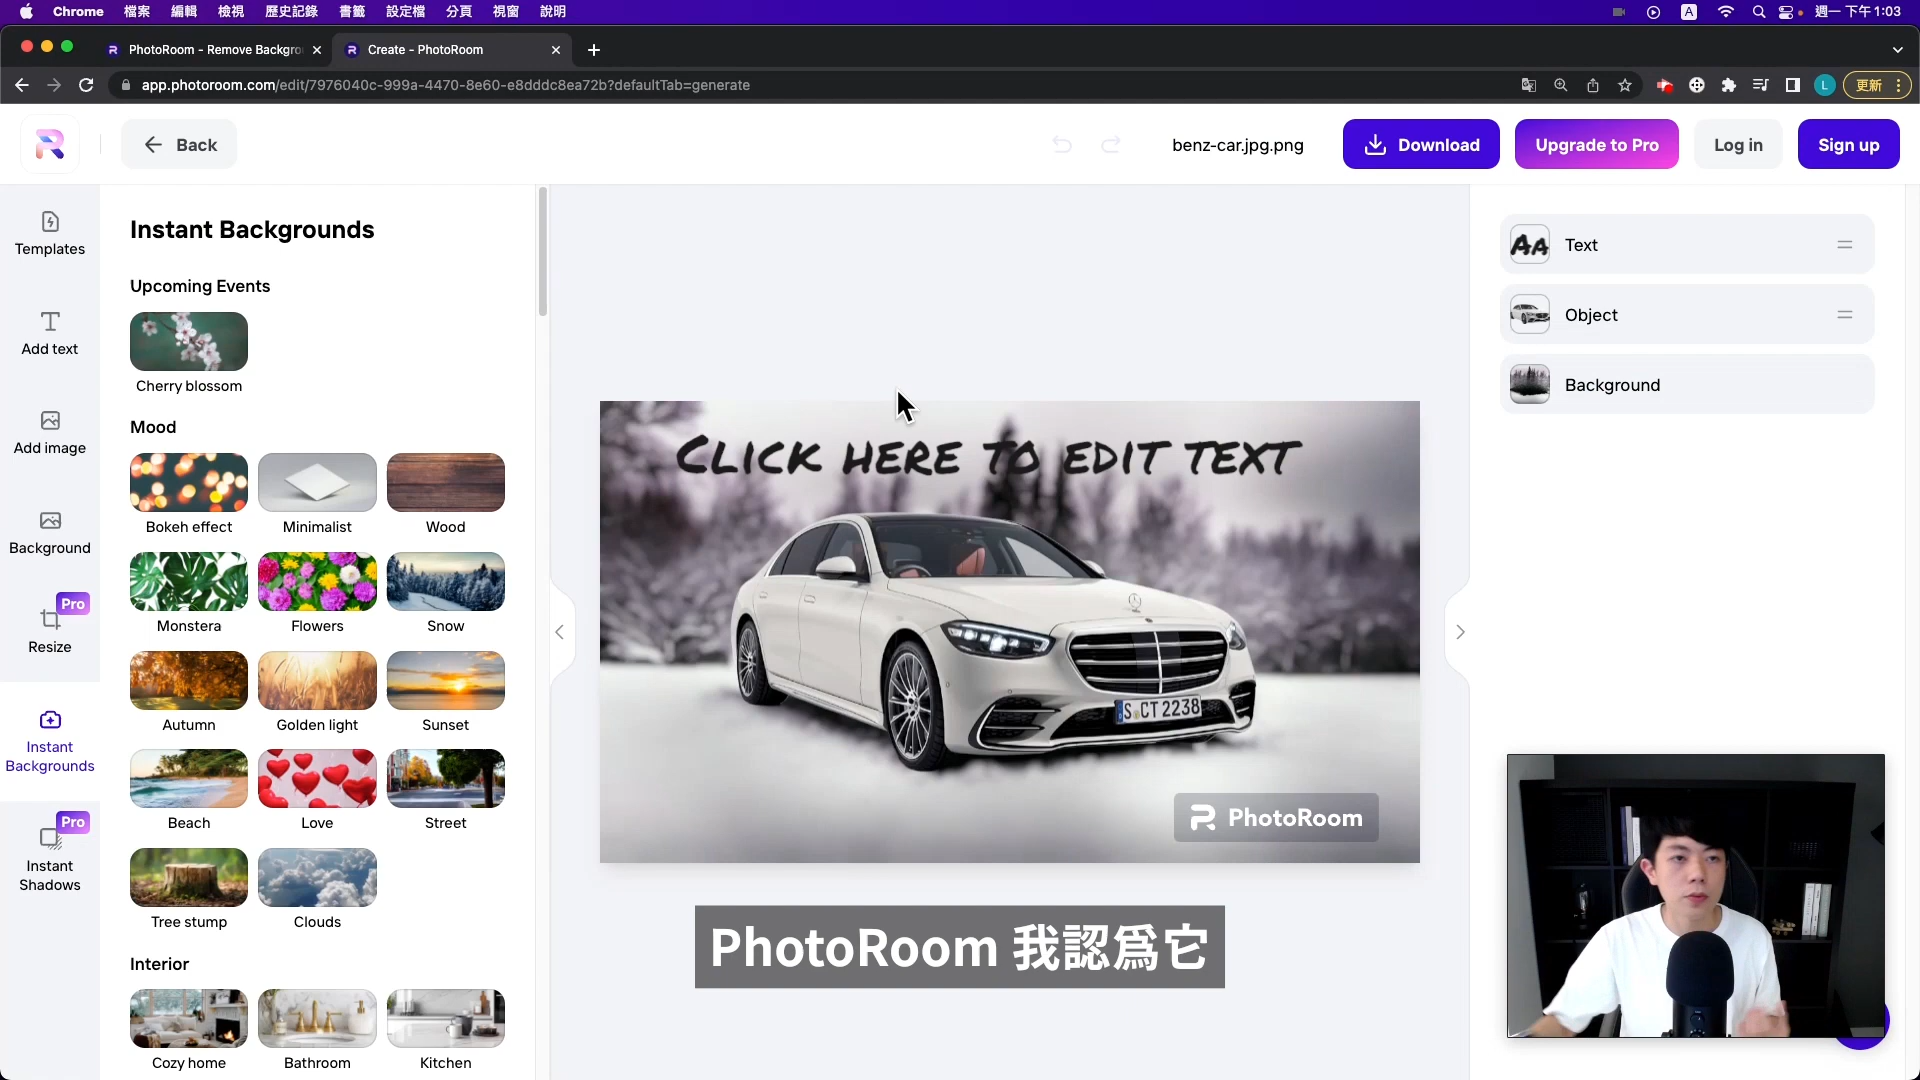 Chrome 檔案 編輯 檢視 歷史記錄 書籤 設定檔 分頁 視窗 說明
A 週一 下午1:03
PhotoRoom - Remove Backgro
Create - PhotoRoom
app.photoroom.com/edit/7976040c-999a-4470-8e60-e8dddc8ea72b?defaultTab=generate
L 更新
Back
benz-car.jpg.png
Download
Upgrade to Pro
Log in
Sign up
Templates
Add text
Add image
Background
Pro
Resize
Instant
Backgrounds
Pro
Instant
Shadows
Instant Backgrounds
Upcoming Events
Cherry blossom
Mood
Bokeh effect Minimalist Wood
Monstera Flowers Snow
Autumn Golden light Sunset
Beach Love Street
Tree stump Clouds
Interior
Cozy home Bathroom Kitchen
CLICK HERE TO EDIT TEXT
S CT 2238
PhotoRoom
PhotoRoom 我認爲它
Aa Text
Object
Background